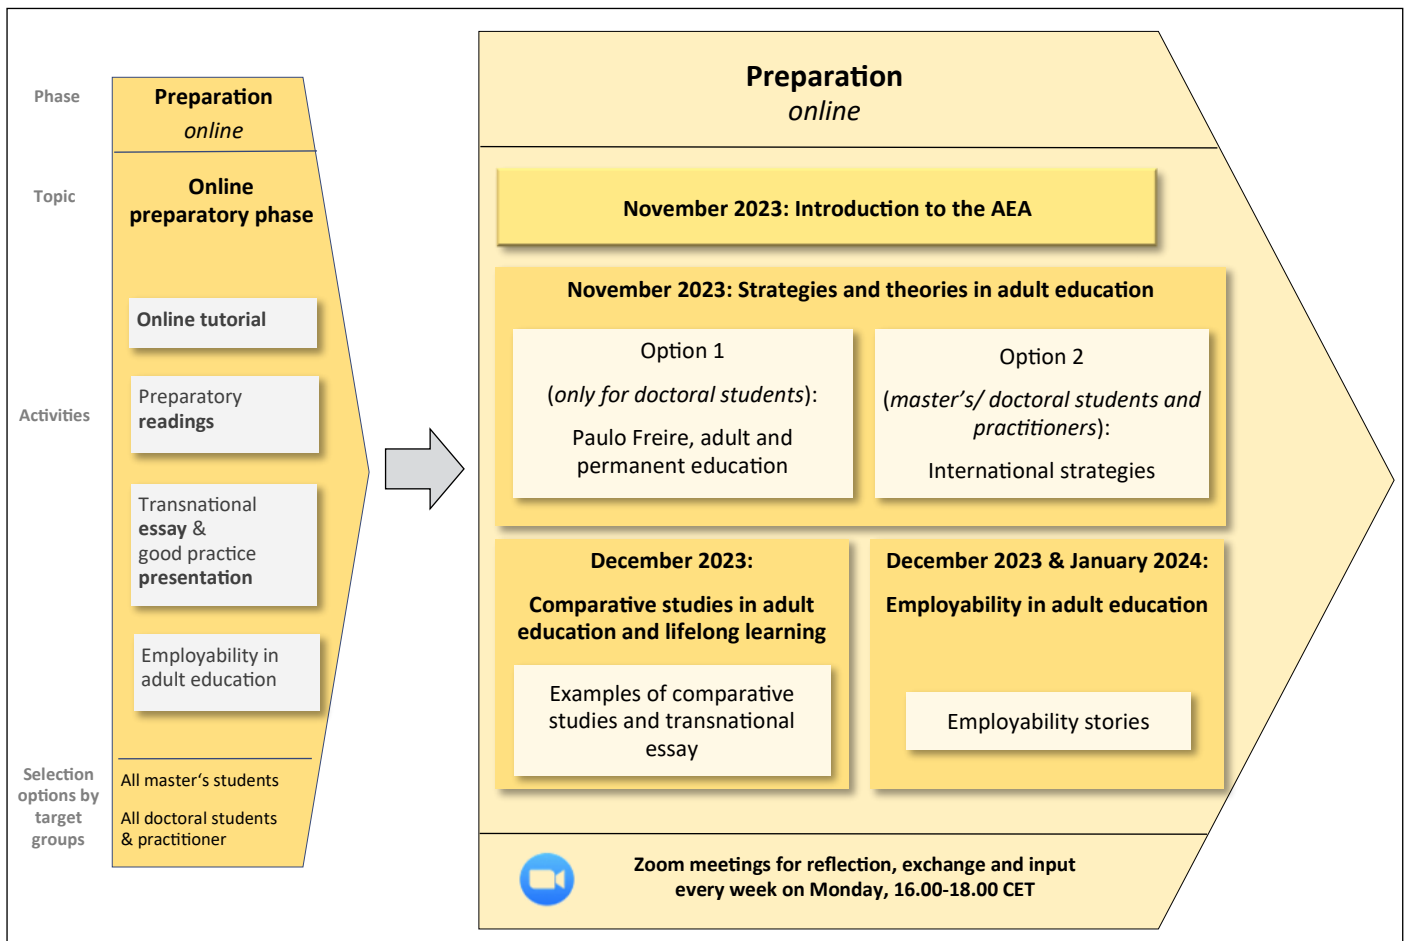 Phase
Preparation
online
Topic
Online
preparatory phase
Activities
Online tutorial
Preparatory
readings
Transnational
essay &
good practice
presentation
Employability in
adult education
Selection
options by
target
groups
All master‘s students
All doctoral students
& practitioner
Preparation
online
November 2023: Introduction to the AEA
November 2023: Strategies and theories in adult education
Option 1
(only for doctoral students):
Paulo Freire, adult and
permanent education
Option 2
(master's/ doctoral students and
practitioners):
International strategies
December 2023:
Comparative studies in adult
education and lifelong learning
Examples of comparative
studies and transnational
essay
December 2023 & January 2024:
Employability in adult education
Employability stories
Zoom meetings for reflection, exchange and input
every week on Monday, 16.00-18.00 CET